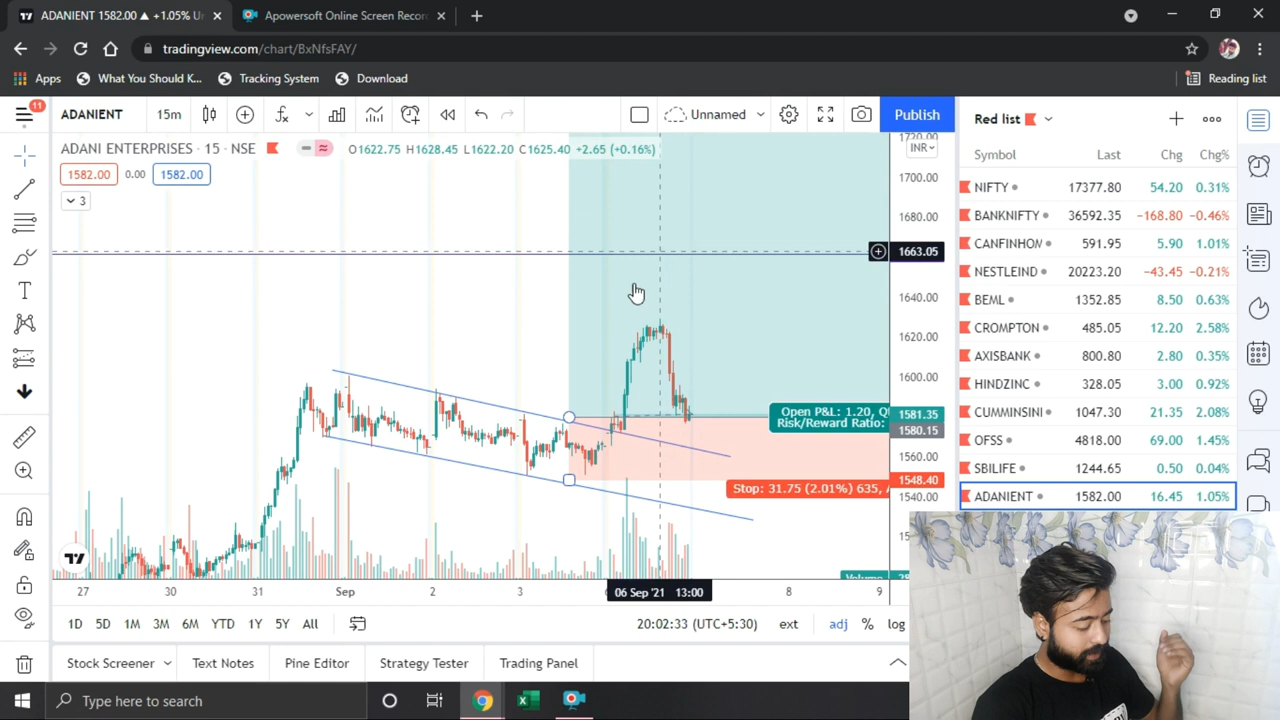 ADANIENT 1582.00 ▲ +1.05% Un
Apowersoft Online Screen Recor
tradingview.com/chart/BxNfsFAY/
Apps
What You Should K...
Tracking System
Download
Reading list
11
ADANIENT
15m
Unnamed
Publish
ADANI ENTERPRISES · 15 · NSE
O1622.75 H1628.45 L1622.20 C1625.40 +2.65 (+0.16%)
1582.00
0.00
1582.00
3
INR
1720.00
1700.00
1680.00
1663.05
1640.00
1620.00
1600.00
1581.35
1580.15
1560.00
1548.40
1540.00
Open P&L: 1.20, Q
Risk/Reward Ratio:
Stop: 31.75 (2.01%) 635,
Volume
27
30
31
Sep
2
3
06 Sep '21 13:00
8
9
1D 5D 1M 3M 6M YTD 1Y 5Y All
20:02:33 (UTC+5:30)
ext
adj
%
log
Stock Screener
Text Notes
Pine Editor
Strategy Tester
Trading Panel
Red list
Symbol Last Chg Chg%
NIFTY 17377.80 54.20 0.31%
BANKNIFTY 36592.35 −168.80 −0.46%
CANFINHOM 591.95 5.90 1.01%
NESTLEIND 20223.20 −43.45 −0.21%
BEML 1352.85 8.50 0.63%
CROMPTON 485.05 12.20 2.58%
AXISBANK 800.80 2.80 0.35%
HINDZINC 328.05 3.00 0.92%
CUMMINSINI 1047.30 21.35 2.08%
OFSS 4818.00 69.00 1.45%
SBILIFE 1244.65 0.50 0.04%
ADANIENT 1582.00 16.45 1.05%
Type here to search